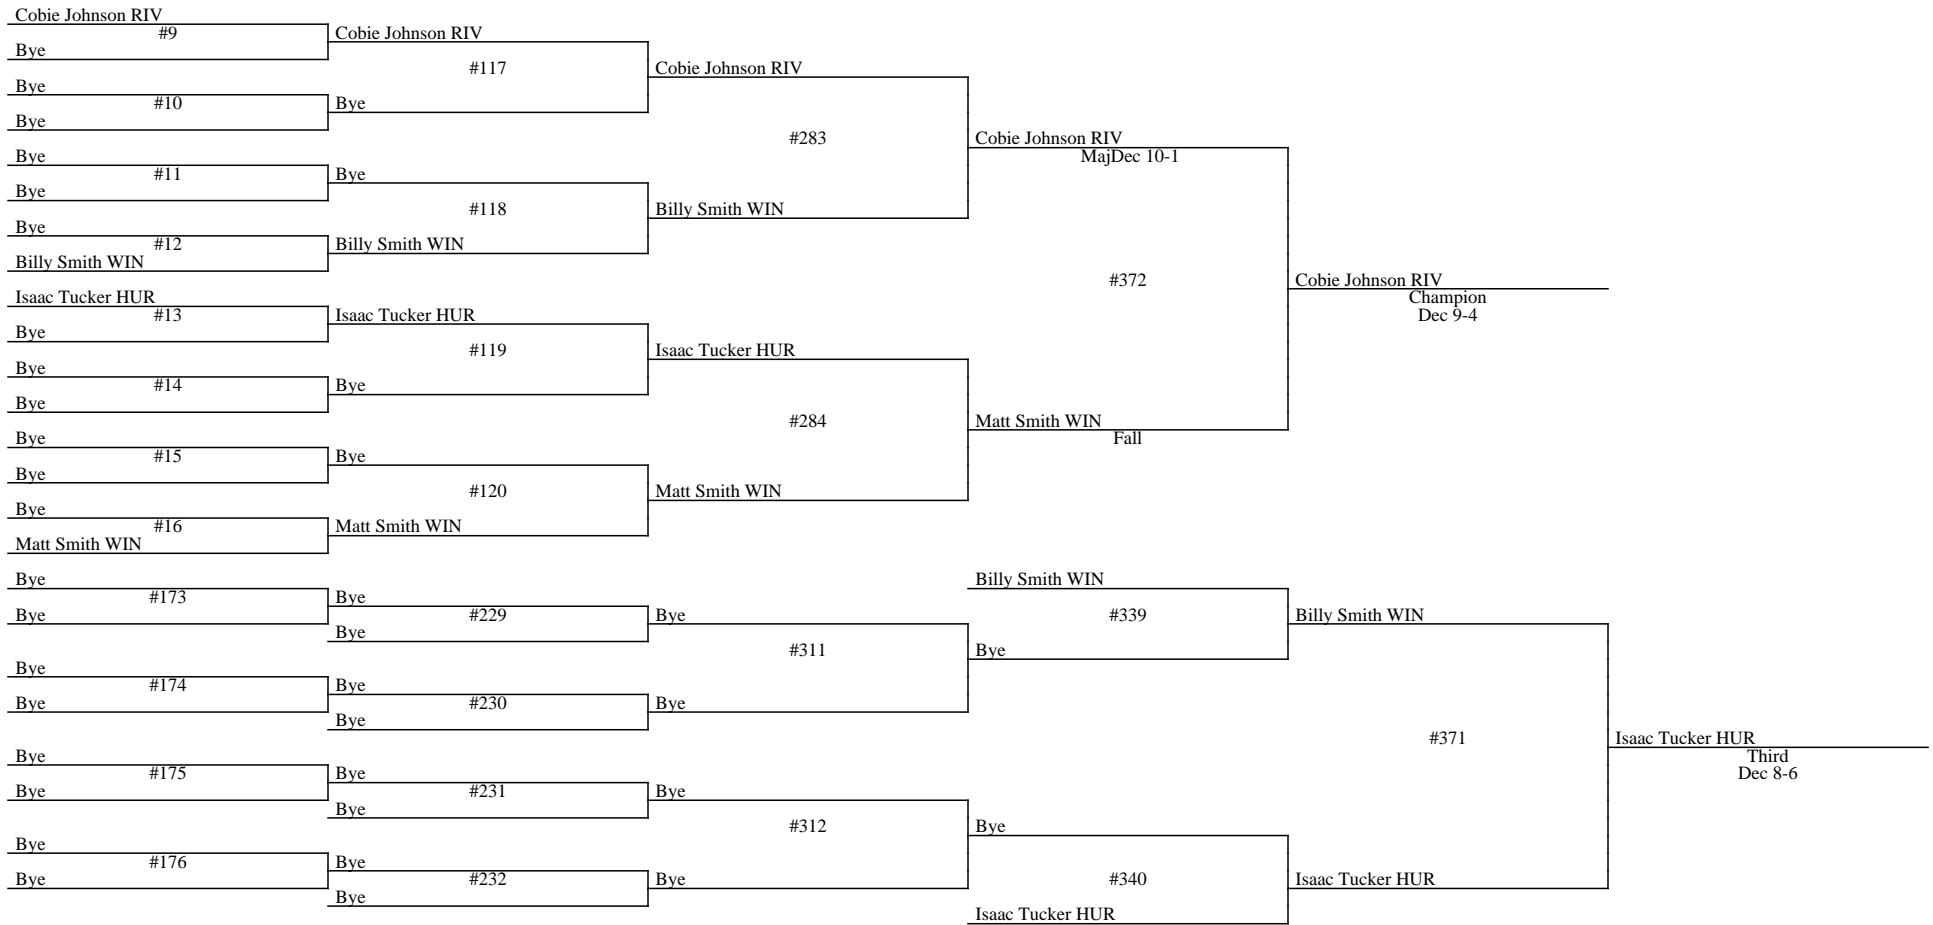 Cobie Johnson RIV
#9
Bye
Bye
#10
Bye
Bye
#11
Bye
Bye
#12
Billy Smith WIN
Isaac Tucker HUR
#13
Bye
Bye
#14
Bye
Bye
#15
Bye
Bye
#16
Matt Smith WIN
Cobie Johnson RIV
#117
Bye
Bye
#118
Billy Smith WIN
Isaac Tucker HUR
#119
Bye
Bye
#120
Matt Smith WIN
Cobie Johnson RIV
#283
Billy Smith WIN
Isaac Tucker HUR
#284
Matt Smith WIN
Cobie Johnson RIV
MajDec 10-1
#372
Matt Smith WIN
Fall
Cobie Johnson RIV
Champion
Dec 9-4
Bye
#173
Bye
Bye
#174
Bye
Bye
#175
Bye
Bye
#176
Bye
Bye
#229
Bye
Bye
#230
Bye
Bye
#231
Bye
Bye
#232
Bye
Bye
#311
Bye
Bye
#312
Bye
Billy Smith WIN
#339
Bye
Bye
#340
Isaac Tucker HUR
Billy Smith WIN
#371
Isaac Tucker HUR
Isaac Tucker HUR
Third
Dec 8-6